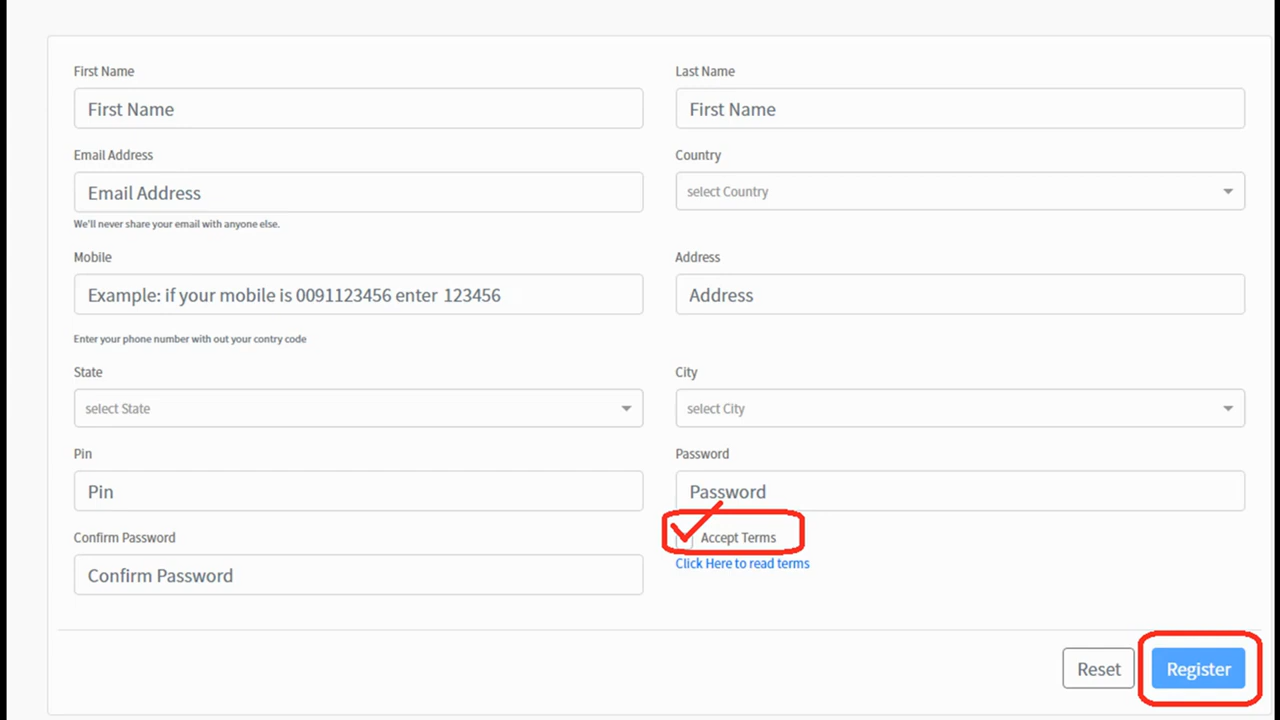 First Name
Last Name
First Name
First Name
Email Address
Country
Email Address
select Country
We'll never share your email with anyone else.
Mobile
Address
Example: if your mobile is 0091123456 enter 123456
Address
Enter your phone number with out your contry code
State
City
select State
select City
Pin
Password
Pin
Password
Confirm Password
Accept Terms
Confirm Password
Click Here to read terms
Reset
Register